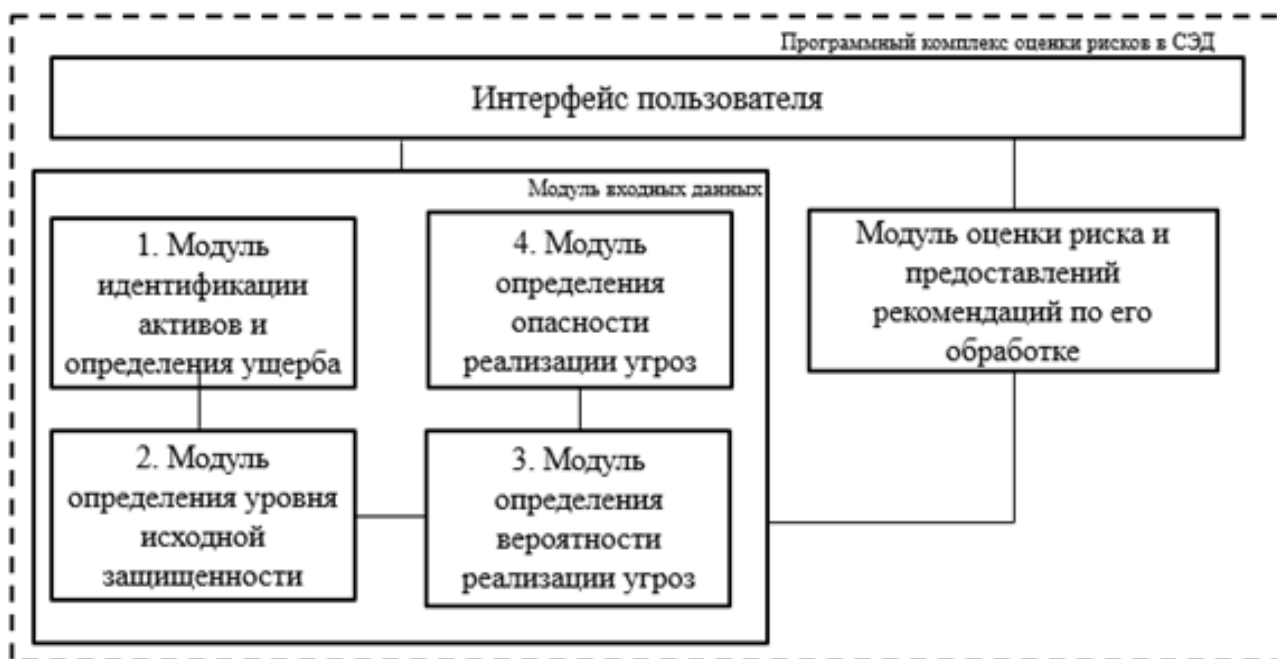 Программный комплекс оценки рисков в СЭД
Интерфейс пользователя
Модуль входных данных
1. Модуль
идентификации
активов и
определения ущерба
4. Модуль
определения
опасности
реализации угроз
Модуль оценки риска и
предоставлений
рекомендаций по его
обработке
2. Модуль
определения уровня
исходной
защищенности
3. Модуль
определения
вероятности
реализации угроз